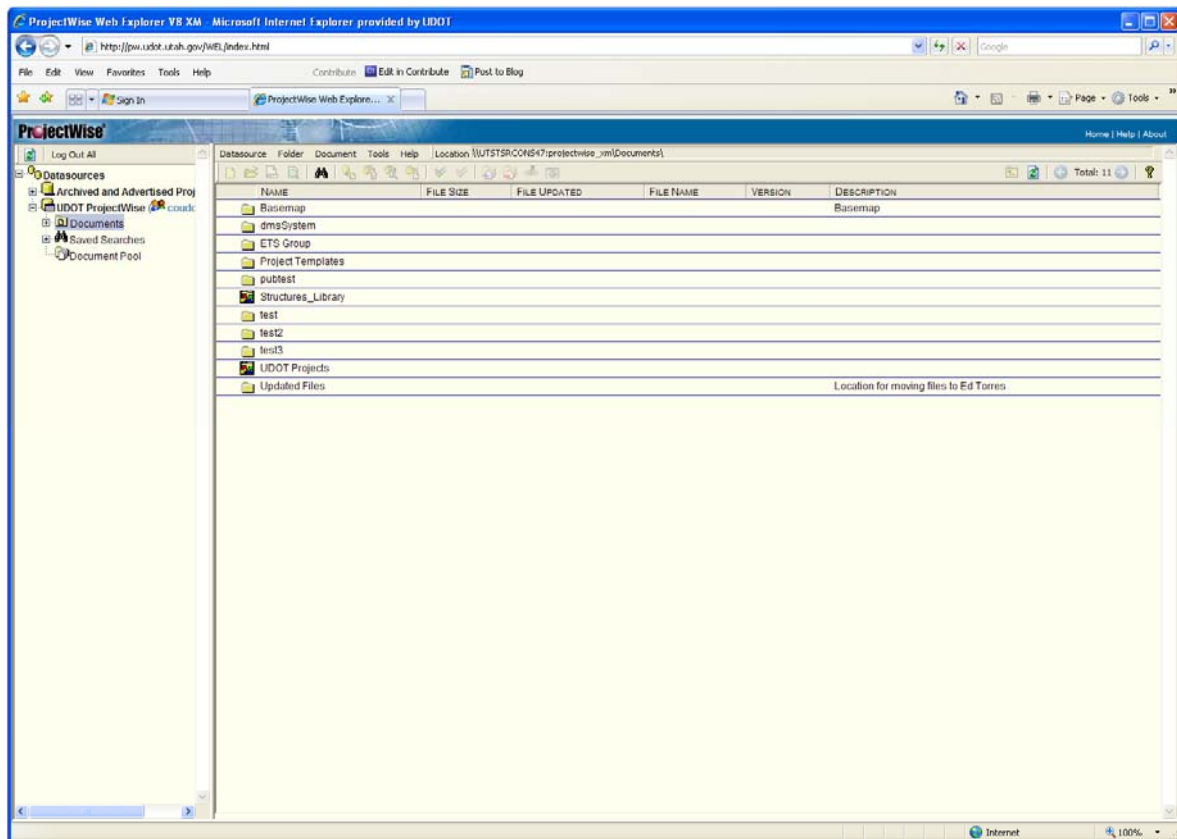 ProjectWise Web Explorer V8 XM - Microsoft Internet Explorer provided by UDOT
http://pw.udot.utah.gov/WEL/index.html
Google
File Edit View Favorites Tools Help
Contribute Edit in Contribute Post to Blog
Sign In
ProjectWise Web Explore...
Page Tools
ProjectWise
Home | Help | About
Log Out All
Datasource Folder Document Tools Help Location \\UTSTSRCONS47:projectwise_xm\Documents\
Total: 11
Datasources
Archived and Advertised Proj
UDOT ProjectWise
Documents
Saved Searches
Document Pool
NAME FILE SIZE FILE UPDATED FILE NAME VERSION DESCRIPTION
Basemap Basemap
dmsSystem
ETS Group
Project Templates
pubtest
Structures_Library
test
test2
test3
UDOT Projects
Updated Files Location for moving files to Ed Torres
Internet 100%